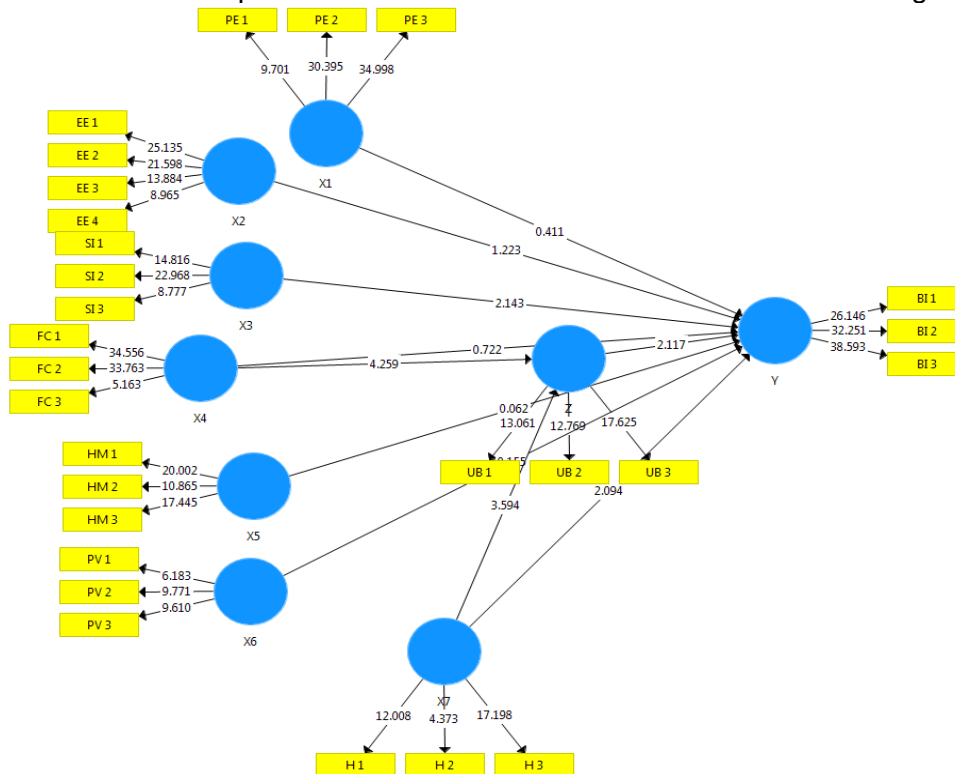 PE 1
PE 2
PE 3
9.701
30.395
34.998
X1
EE 1
EE 2
EE 3
EE 4
25.135
21.598
13.884
8.965
X2
SI 1
SI 2
SI 3
14.816
22.968
8.777
X3
FC 1
FC 2
FC 3
34.556
33.763
5.163
X4
HM 1
HM 2
HM 3
20.002
10.865
17.445
X5
PV 1
PV 2
PV 3
6.183
9.771
9.610
X6
0.411
1.223
2.143
0.722
4.259
2.117
0.062
3.594
2.094
Z
13.061
12.769
17.625
UB 1
UB 2
UB 3
Y
26.146
32.251
38.593
BI 1
BI 2
BI 3
X7
12.008
4.373
17.198
H 1
H 2
H 3